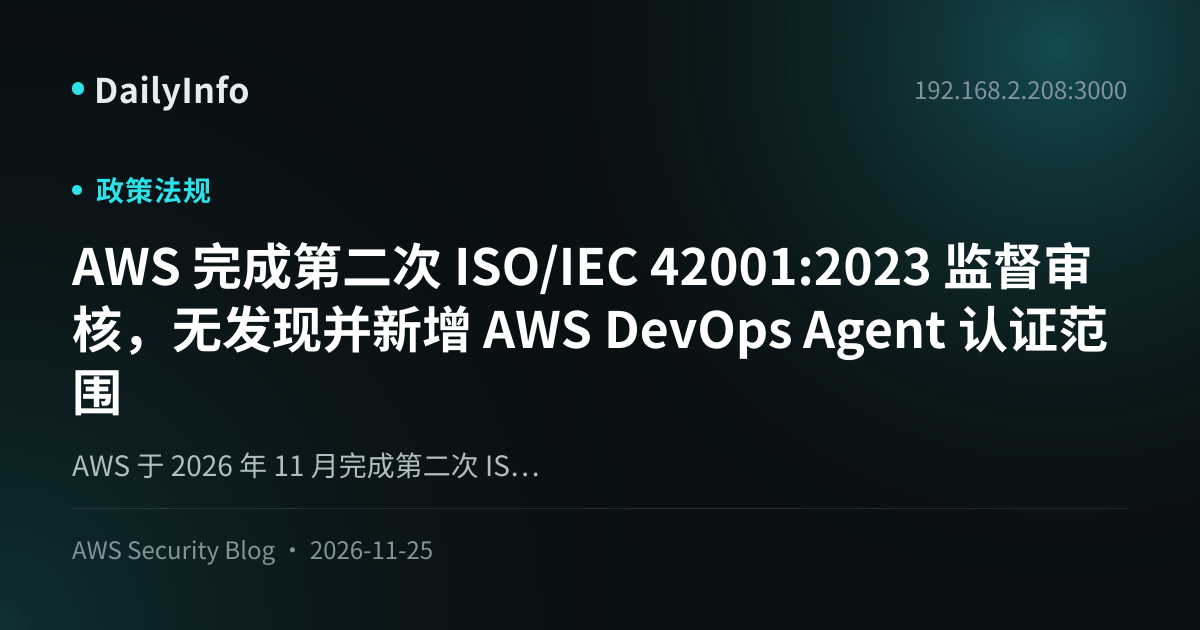 DailyInfo
192.168.2.208:3000
政策法规
AWS 完成第二次 ISO/IEC 42001:2023 监督审
核，无发现并新增 AWS DevOps Agent 认证范
围
AWS 于 2026 年 11 月完成第二次 IS…
AWS Security Blog • 2026-11-25